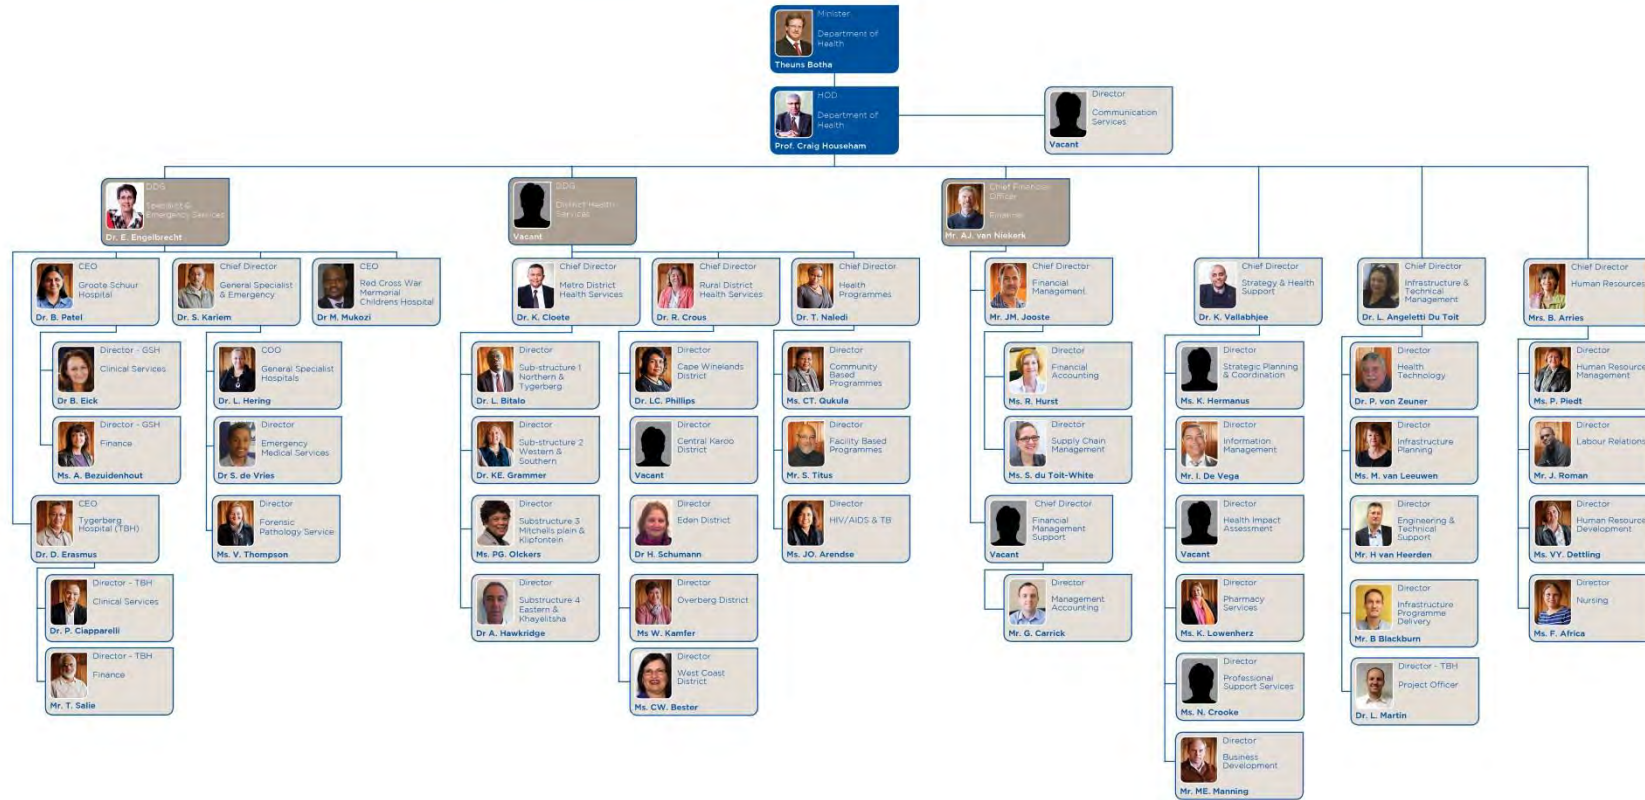 Minister
Department of
Health
Theuns Botha
HOD
Department of
Health
Prof. Craig Househam
Director
Communication
Services
Vacant
DDG
Specialist &
Emergency Services
Dr. E. Engelbrecht
DDG
District Health
Services
Vacant
Chief Financial
Officer
Finance
Mr. AJ. van Niekerk
CEO
Groote Schuur
Hospital
Dr. B. Patel
Chief Director
General Specialist
& Emergency
Dr. S. Kariem
CEO
Red Cross War
Mermorial
Childrens Hospital
Dr M. Mukozi
Chief Director
Metro District
Health Services
Dr. K. Cloete
Chief Director
Rural District
Health Services
Dr. R. Crous
Chief Director
Health
Programmes
Dr. T. Naledi
Chief Director
Financial
Management
Mr. JM. Jooste
Chief Director
Strategy & Health
Support
Dr. K. Vallabhjee
Chief Director
Infrastructure &
Technical
Management
Dr. L. Angeletti Du Toit
Chief Director
Human Resources
Mrs. B. Arries
Director - GSH
Clinical Services
Dr B. Eick
Director - GSH
Finance
Ms. A. Bezuidenhout
CEO
Tygerberg
Hospital (TBH)
Dr. D. Erasmus
Director - TBH
Clinical Services
Dr. P. Ciapparelli
Director - TBH
Finance
Mr. T. Salie
COO
General Specialist
Hospitals
Dr. L. Hering
Director
Emergency
Medical Services
Dr S. de Vries
Director
Forensic
Pathology Service
Ms. V. Thompson
Director
Sub-structure 1
Northern &
Tygerberg
Dr. L. Bitalo
Director
Sub-structure 2
Western &
Southern
Dr. KE. Grammer
Director
Substructure 3
Mitchells plain &
Klipfontein
Ms. PG. Olckers
Director
Substructure 4
Eastern &
Khayelitsha
Dr A. Hawkridge
Director
Cape Winelands
District
Dr. LC. Phillips
Director
Central Karoo
District
Vacant
Director
Eden District
Dr H. Schumann
Director
Overberg District
Ms W. Kamfer
Director
West Coast
District
Ms. CW. Bester
Director
Community
Based
Programmes
Ms. CT. Qukula
Director
Facility Based
Programmes
Mr. S. Titus
Director
HIV/AIDS & TB
Ms. JO. Arendse
Director
Financial
Accounting
Ms. R. Hurst
Director
Supply Chain
Management
Ms. S. du Toit-White
Chief Director
Financial
Management
Support
Vacant
Director
Management
Accounting
Mr. G. Carrick
Director
Strategic Planning
& Coordination
Ms. K. Hermanus
Director
Information
Management
Mr. I. De Vega
Director
Health Impact
Assessment
Vacant
Director
Pharmacy
Services
Ms. K. Lowenherz
Director
Professional
Support Services
Ms. N. Crooke
Director
Business
Development
Mr. ME. Manning
Director
Health
Technology
Dr. P. von Zeuner
Director
Infrastructure
Planning
Ms. M. van Leeuwen
Director
Engineering &
Technical
Support
Mr. H van Heerden
Director
Infrastructure
Programme
Delivery
Mr. B Blackburn
Director - TBH
Project Officer
Dr. L. Martin
Director
Human Resource
Management
Ms. P. Piedt
Director
Labour Relations
Mr. J. Roman
Director
Human Resource
Development
Ms. VY. Dettling
Director
Nursing
Ms. F. Africa